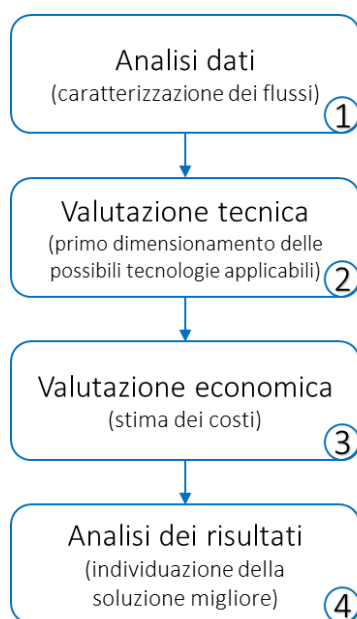 Analisi dati
(caratterizzazione dei flussi)
1
Valutazione tecnica
(primo dimensionamento delle
possibili tecnologie applicabili)
2
Valutazione economica
(stima dei costi)
3
Analisi dei risultati
(individuazione della
soluzione migliore)
4